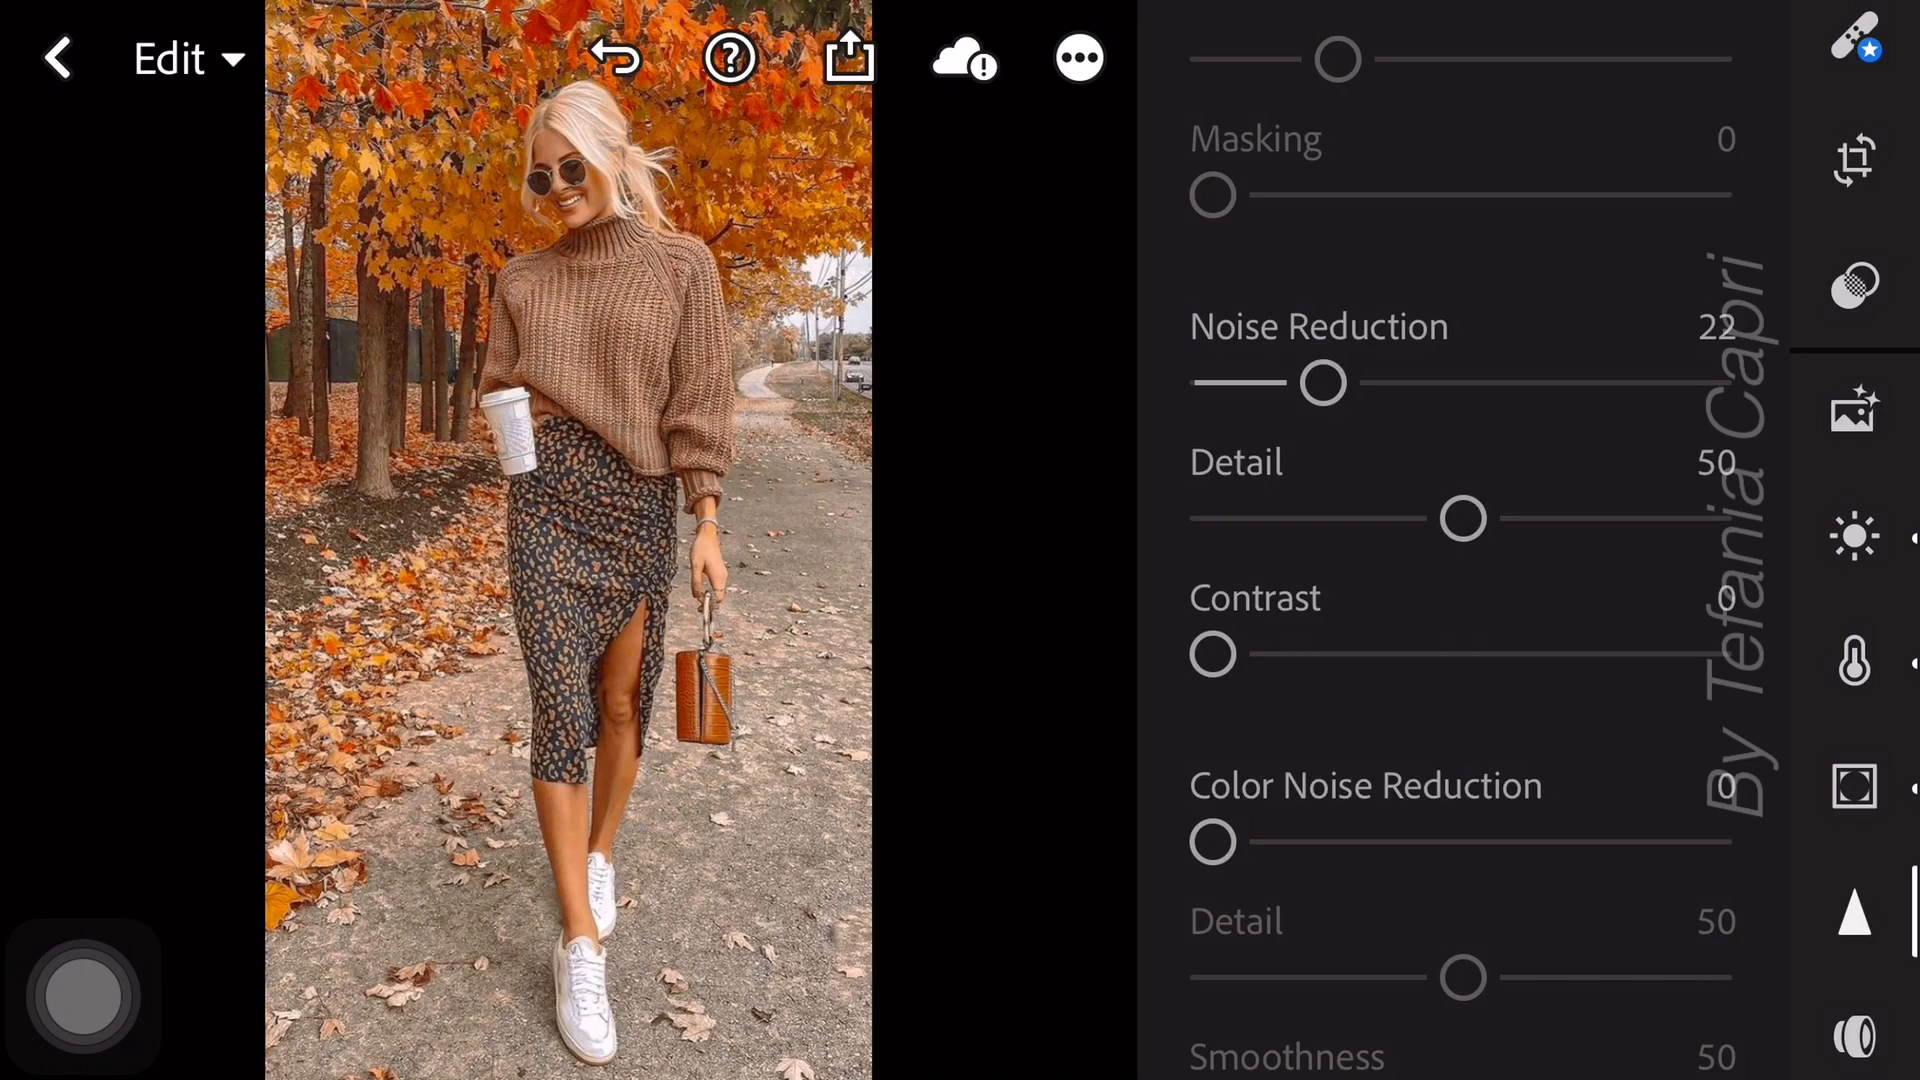 Edit
Masking 0
Noise Reduction 22
Detail 50
Contrast 0
Color Noise Reduction 0
Detail 50
Smoothness 50
By Tefania Capri